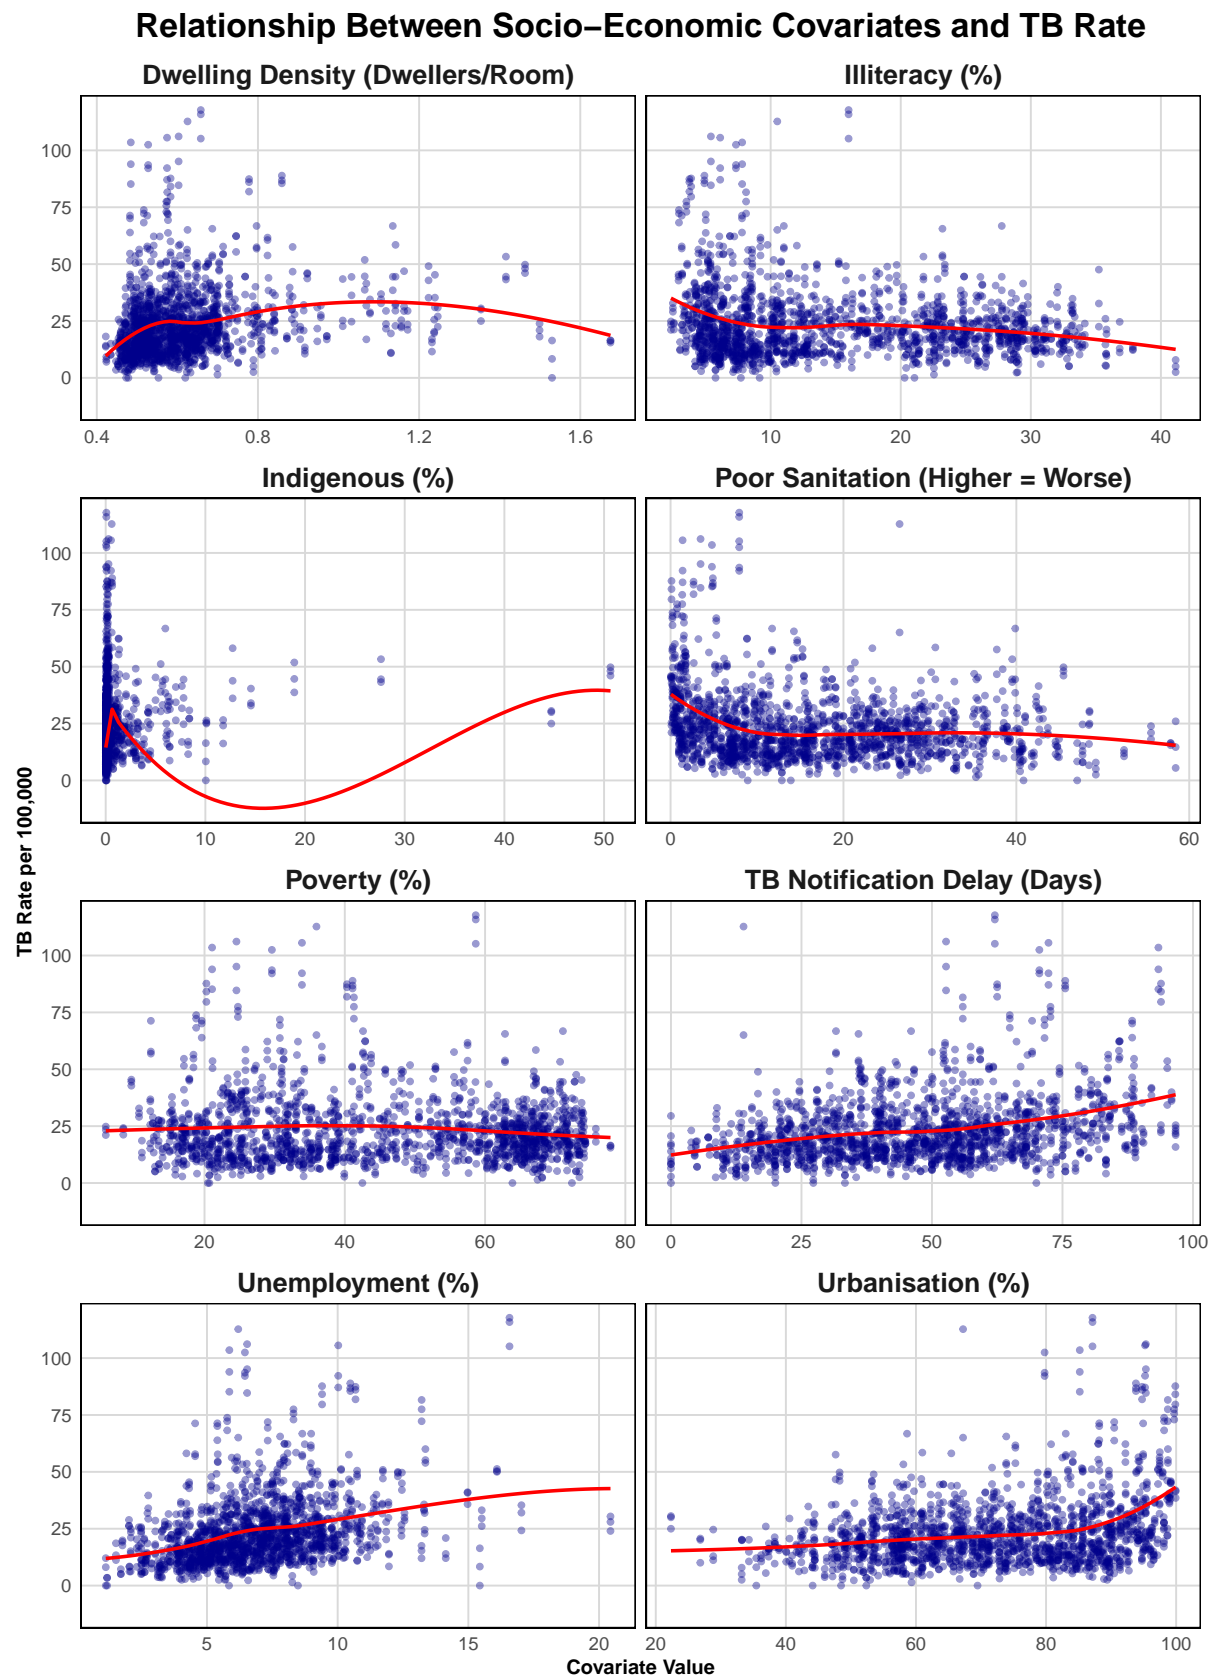 Relationship Between Socio−Economic Covariates and TB Rate
Dwelling Density (Dwellers/Room)
Illiteracy (%)
100
75
50
25
0
0.4 0.8 1.2 1.6
10 20 30 40
Indigenous (%)
Poor Sanitation (Higher = Worse)
100
75
50
25
0
0 10 20 30 40 50
0 20 40 60
TB Rate per 100,000
Poverty (%)
TB Notification Delay (Days)
100
75
50
25
0
20 40 60 80
0 25 50 75 100
Unemployment (%)
Urbanisation (%)
100
75
50
25
0
5 10 15 20
20 40 60 80 100
Covariate Value